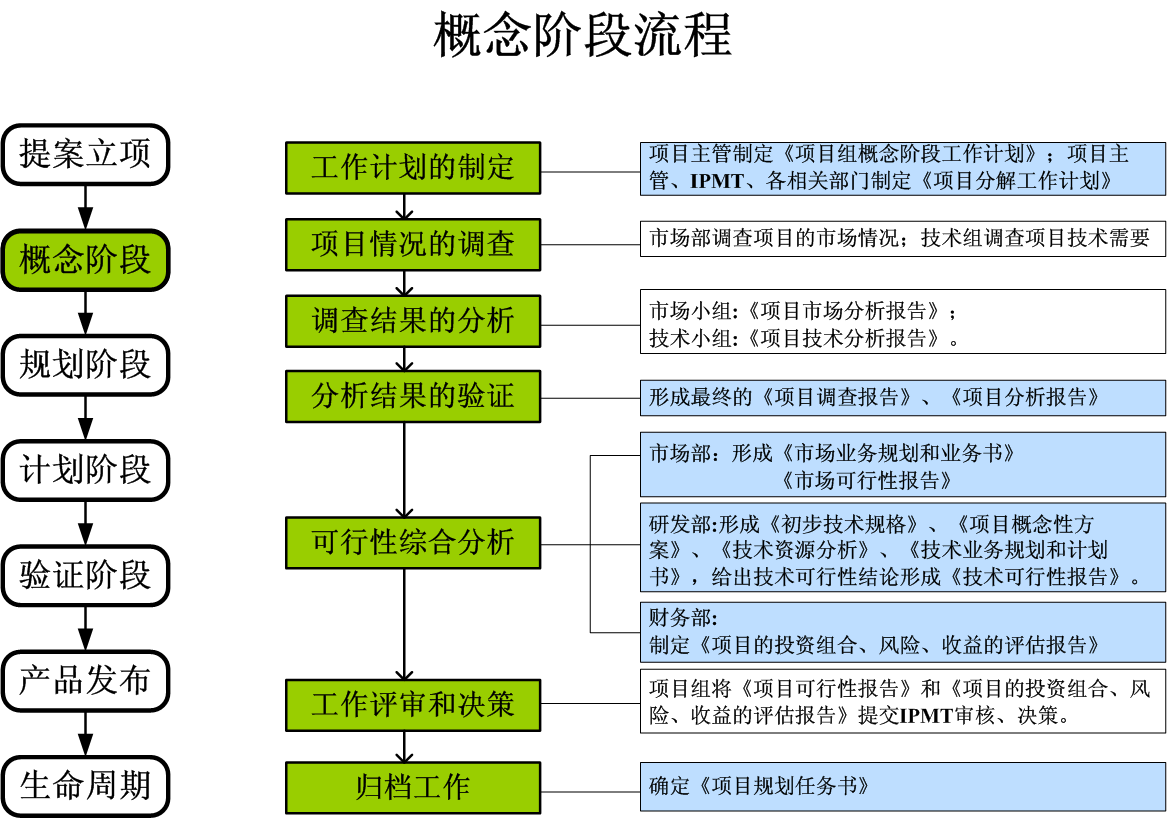 概念阶段流程
提案立项
概念阶段
规划阶段
计划阶段
验证阶段
产品发布
生命周期
工作计划的制定
项目主管制定《项目组概念阶段工作计划》；项目主
管、IPMT、各相关部门制定《项目分解工作计划》
项目情况的调查
市场部调查项目的市场情况；技术组调查项目技术需要
调查结果的分析
市场小组:《项目市场分析报告》；
技术小组:《项目技术分析报告》。
分析结果的验证
形成最终的《项目调查报告》、《项目分析报告》
可行性综合分析
市场部：形成《市场业务规划和业务书》
《市场可行性报告》
研发部:形成《初步技术规格》、《项目概念性方
案》、《技术资源分析》、《技术业务规划和计划
书》，给出技术可行性结论形成《技术可行性报告》。
财务部:
制定《项目的投资组合、风险、收益的评估报告》
工作评审和决策
项目组将《项目可行性报告》和《项目的投资组合、风
险、收益的评估报告》提交IPMT审核、决策。
归档工作
确定《项目规划任务书》